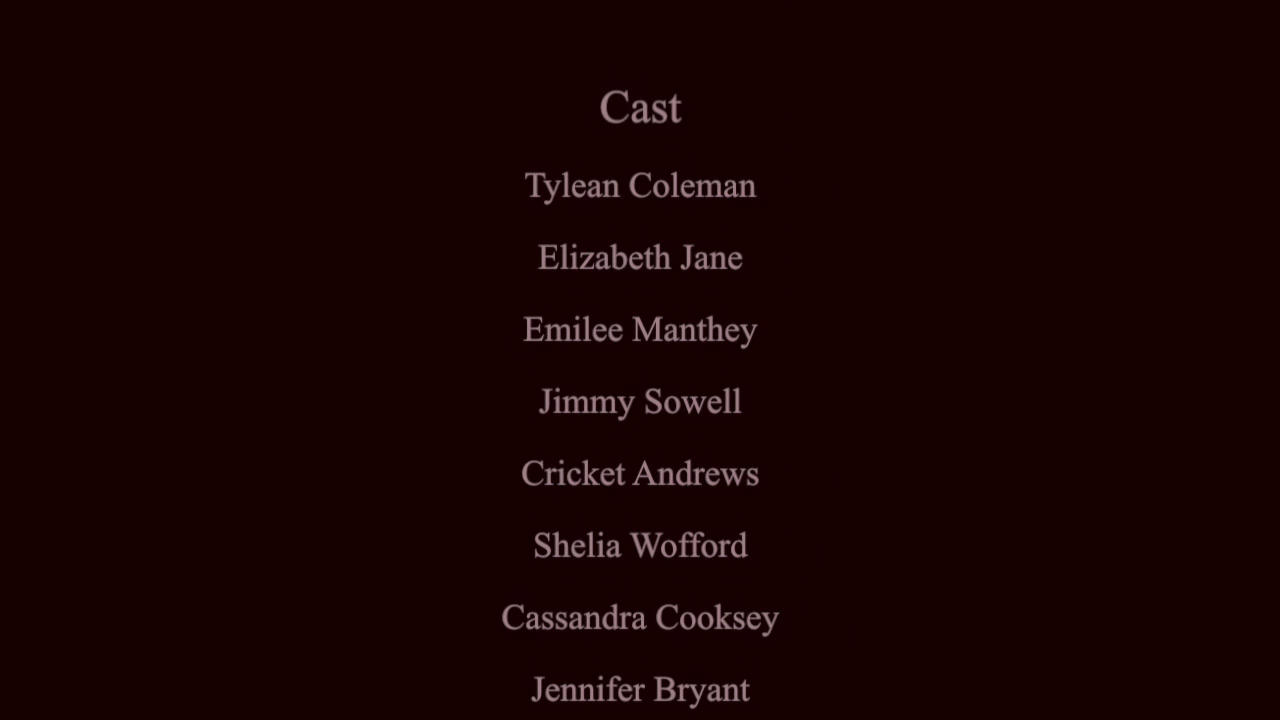 Cast
Tylean Coleman
Elizabeth Jane
Emilee Manthey
Jimmy Sowell
Cricket Andrews
Shelia Wofford
Cassandra Cooksey
Jennifer Bryant